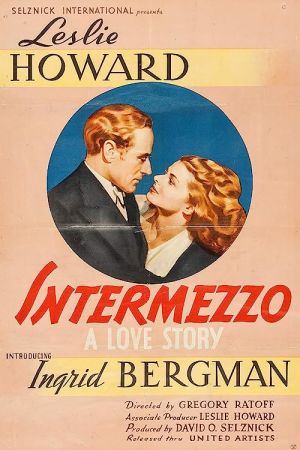 SELZNICK INTERNATIONAL presents
Leslie
HOWARD
INTERMEZZO
A LOVE STORY
INTRODUCING
Ingrid BERGMAN
Directed by GREGORY RATOFF
Associate Producer LESLIE HOWARD
Produced by DAVID O. SELZNICK
Released thru UNITED ARTISTS